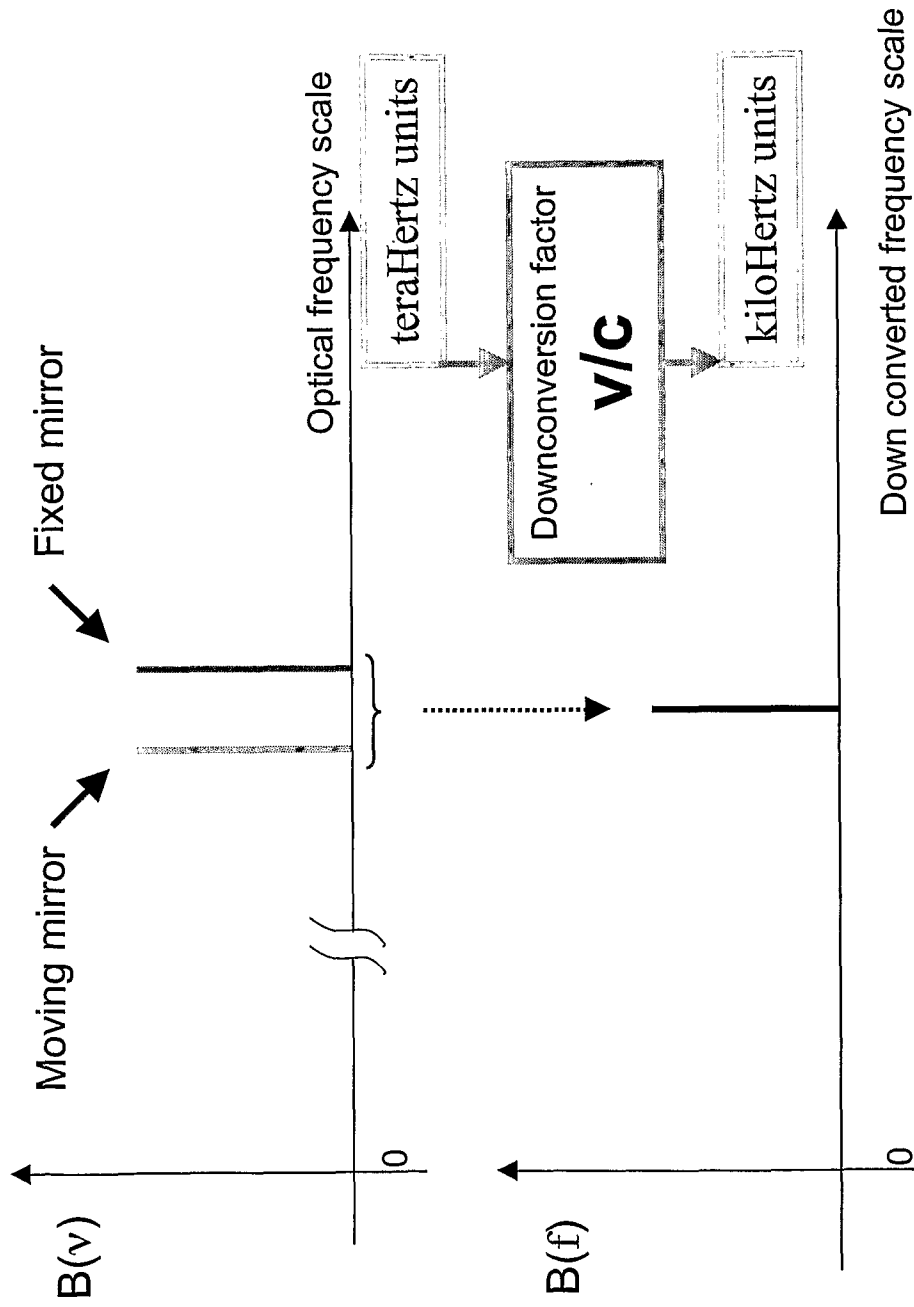 Moving mirror
Fixed mirror
B(ν)
0
Optical frequency scale
teraHertz units
Downconversion factor
v/c
kiloHertz units
B(f)
0
Down converted frequency scale